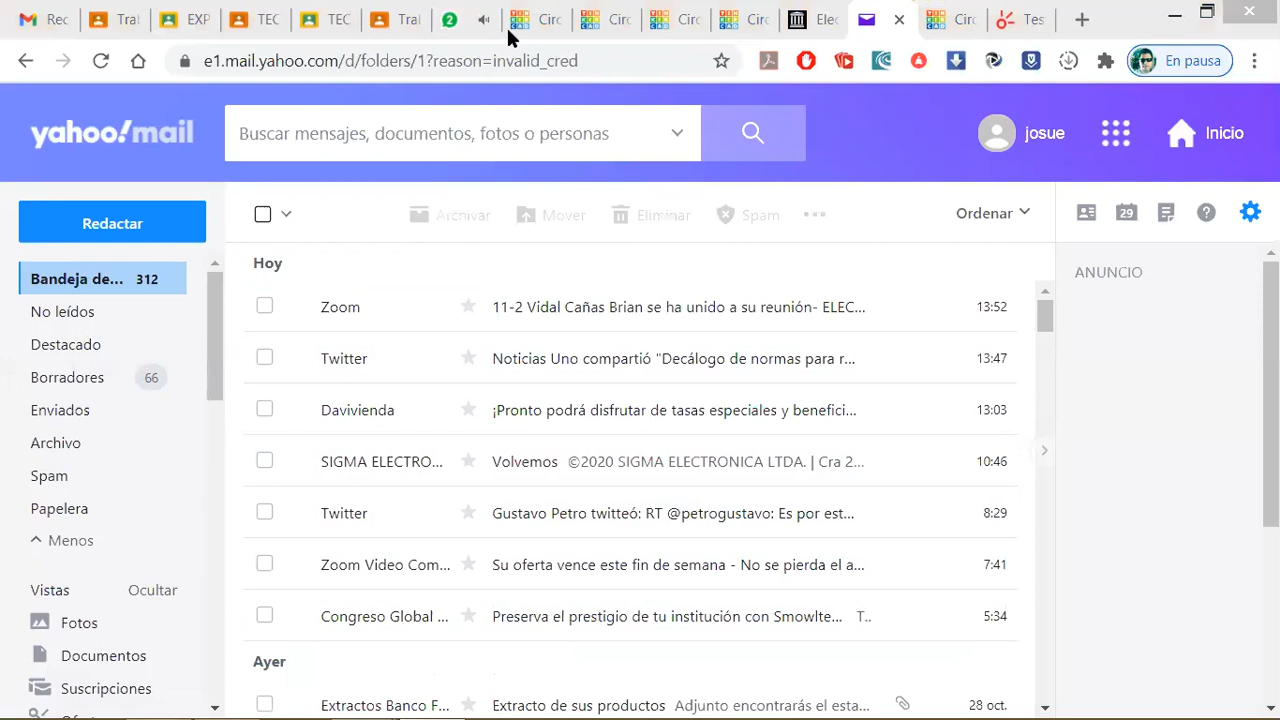 Rec Tral EXP TEC TEC Tral 2 Circ Circ Circ Circ Elec Circ Tes
e1.mail.yahoo.com/d/folders/1?reason=invalid_cred En pausa
yahoo!mail Buscar mensajes, documentos, fotos o personas josue Inicio
Redactar Archivar Mover Eliminar Spam Ordenar 29
Hoy
ANUNCIO
Bandeja de... 312
No leídos
Destacado
Borradores 66
Enviados
Archivo
Spam
Papelera
Menos
Vistas Ocultar
Fotos
Documentos
Suscripciones
Zoom 11-2 Vidal Cañas Brian se ha unido a su reunión- ELEC... 13:52
Twitter Noticias Uno compartió "Decálogo de normas para r... 13:47
Davivienda ¡Pronto podrá disfrutar de tasas especiales y benefici... 13:03
SIGMA ELECTRO... Volvemos ©2020 SIGMA ELECTRONICA LTDA. | Cra 2... 10:46
Twitter Gustavo Petro twitteó: RT @petrogustavo: Es por est... 8:29
Zoom Video Com... Su oferta vence este fin de semana - No se pierda el a... 7:41
Congreso Global ... Preserva el prestigio de tu institución con Smowlte... T.. 5:34
Ayer
Extractos Banco F... Extracto de sus productos Adjunto encontrarás el esta... 28 oct.